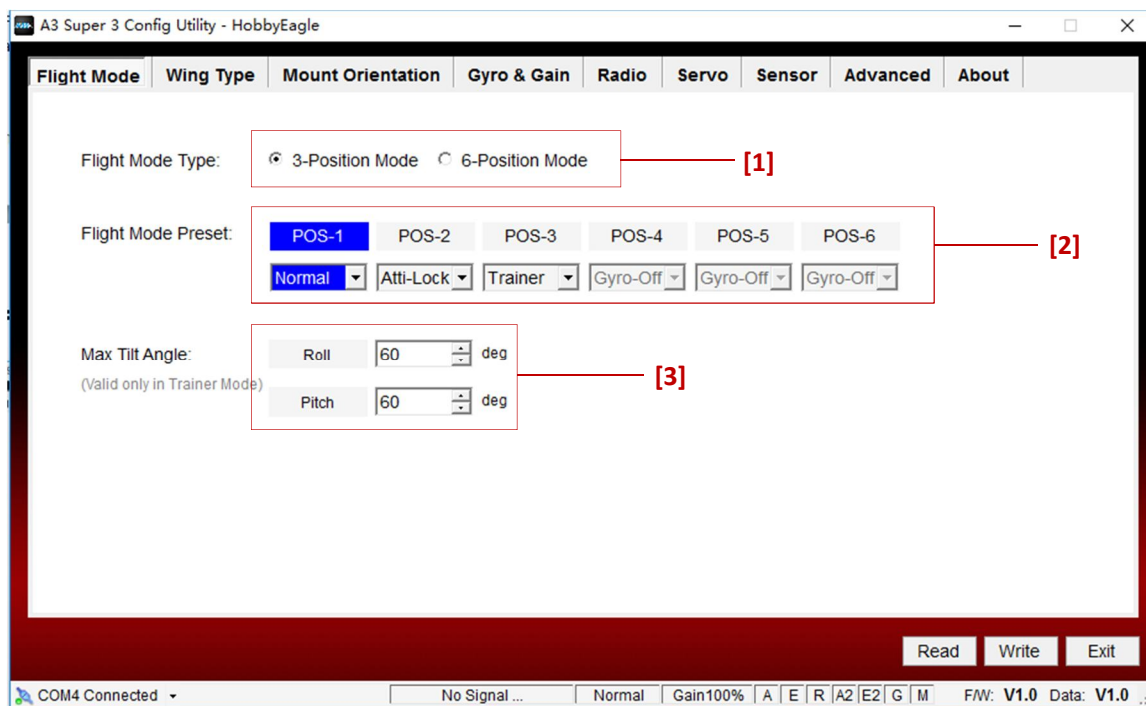 A3 Super 3 Config Utility - HobbyEagle
Flight Mode Wing Type Mount Orientation Gyro & Gain Radio Servo Sensor Advanced About
Flight Mode Type: 3-Position Mode 6-Position Mode [1]
Flight Mode Preset: POS-1 POS-2 POS-3 POS-4 POS-5 POS-6 [2]
Normal Atti-Lock Trainer Gyro-Off Gyro-Off Gyro-Off
Max Tilt Angle: Roll 60 deg
(Valid only in Trainer Mode) [3]
Pitch 60 deg
Read Write Exit
COM4 Connected No Signal ... Normal Gain100% A E R A2 E2 G M F/W: V1.0 Data: V1.0